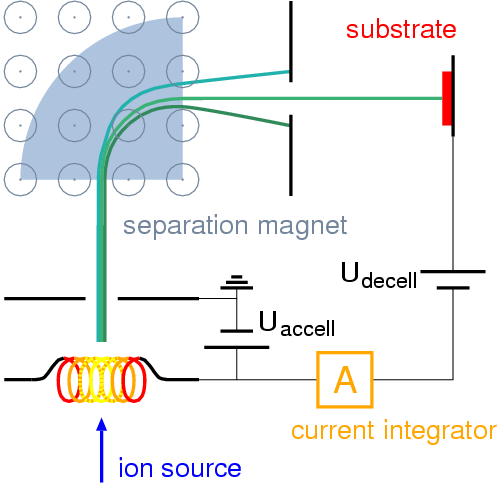 substrate
separation magnet
Udecell
Uaccell
A
current integrator
ion source